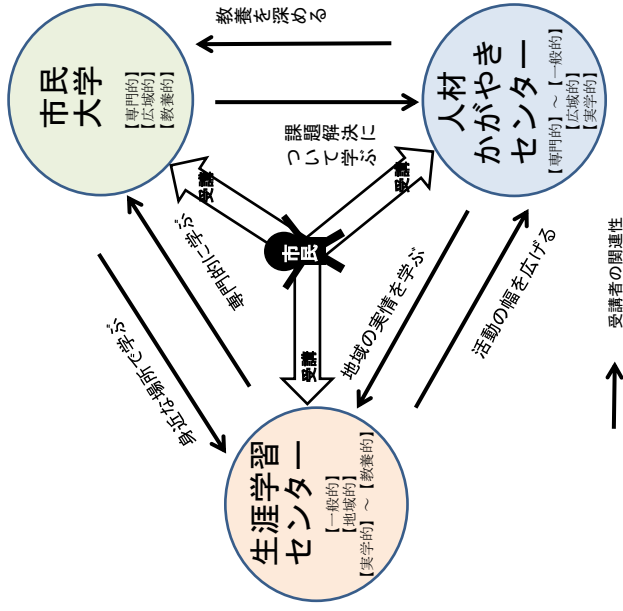 市民
大学
【専門的】
【広域的】
【教養的】
教養を深める
課題解決に
ついて学ぶ
人材
かがやき
センター
【専門的】～【一般的】
【広域的】
【実学的】
受講
受講
受講
市民
身近な場所で学ぶ
専門的に学ぶ
地域の実情を学ぶ
活動の幅を広げる
生涯学習
センター
【一般的】
【地域的】
【実学的】～【教養的】
受講者の関連性